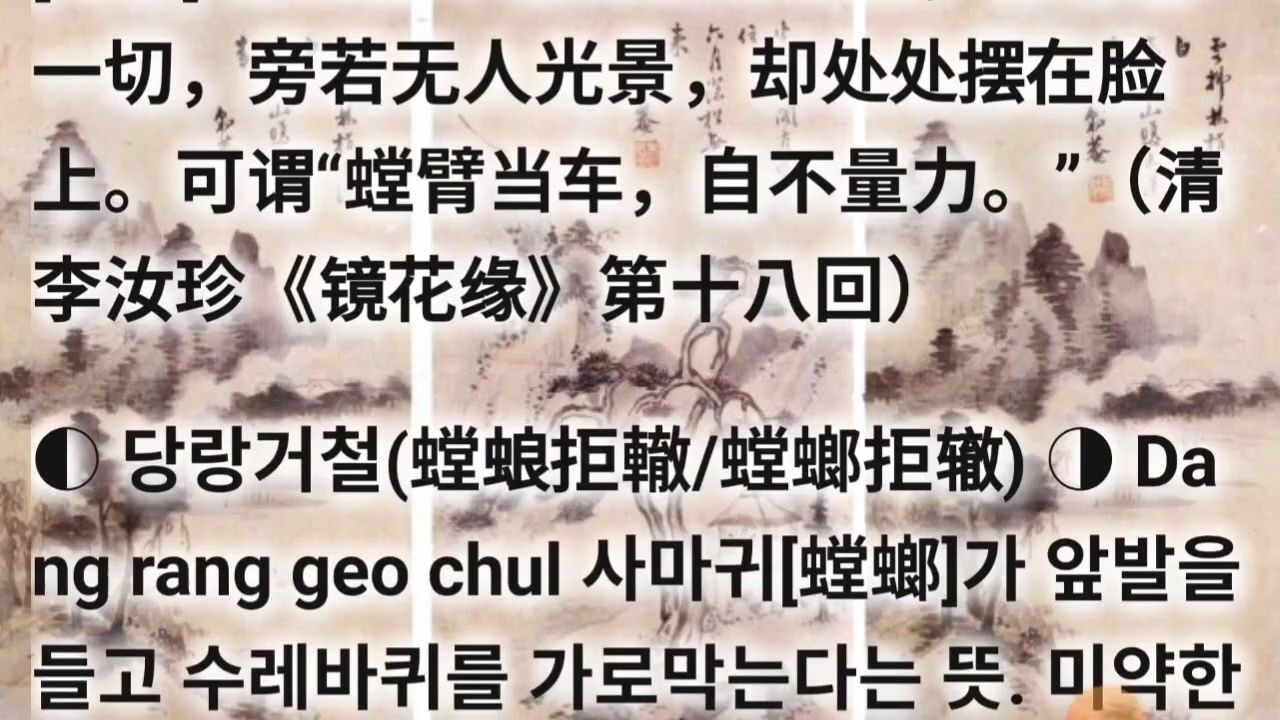 一切，旁若无人光景，却处处摆在脸
上。可谓“螳臂当车，自不量力。”（清
李汝珍《镜花缘》第十八回）
◐ 당랑거철(螳蜋拒轍/螳螂拒辙) ◑ Da
ng rang geo chul 사마귀[螳螂]가 앞발을
들고 수레바퀴를 가로막는다는 뜻. 미약한